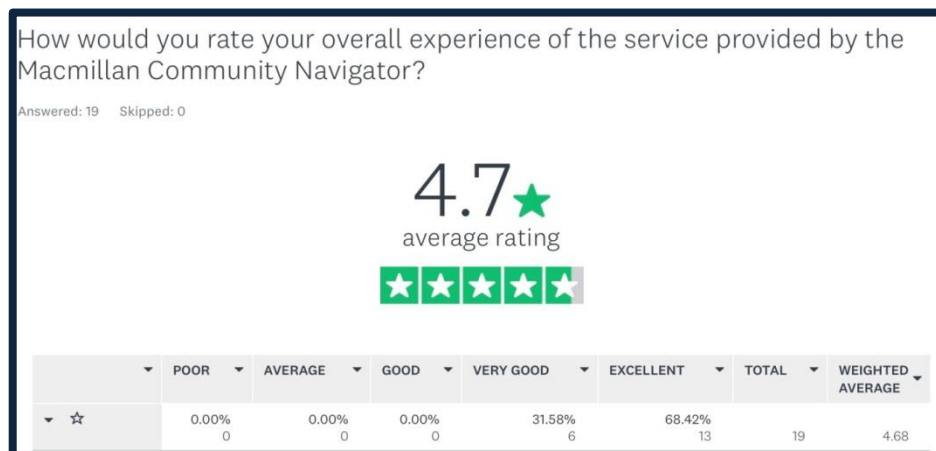 How would you rate your overall experience of the service provided by the
Macmillan Community Navigator?
Answered: 19 Skipped: 0
4.7
average rating
POOR AVERAGE GOOD VERY GOOD EXCELLENT TOTAL WEIGHTED AVERAGE
0.00% 0.00% 0.00% 31.58% 68.42%
0 0 0 6 13 19 4.68